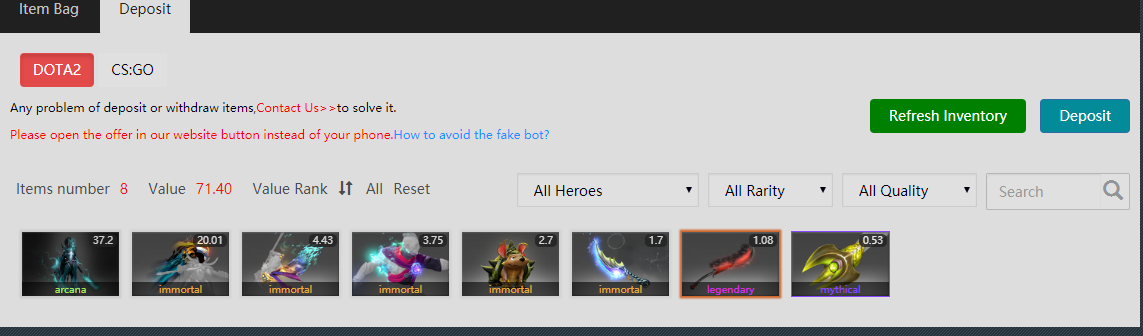 Item Bag Deposit
DOTA2 CS:GO
Any problem of deposit or withdraw items,Contact Us>>to solve it.
Please open the offer in our website button instead of your phone.How to avoid the fake bot?
Refresh Inventory Deposit
Items number 8 Value 71.40 Value Rank All Reset All Heroes All Rarity All Quality Search
37.2 20.01 4.43 3.75 2.7 1.7 1.08 0.53
arcana immortal immortal immortal immortal immortal legendary mythical